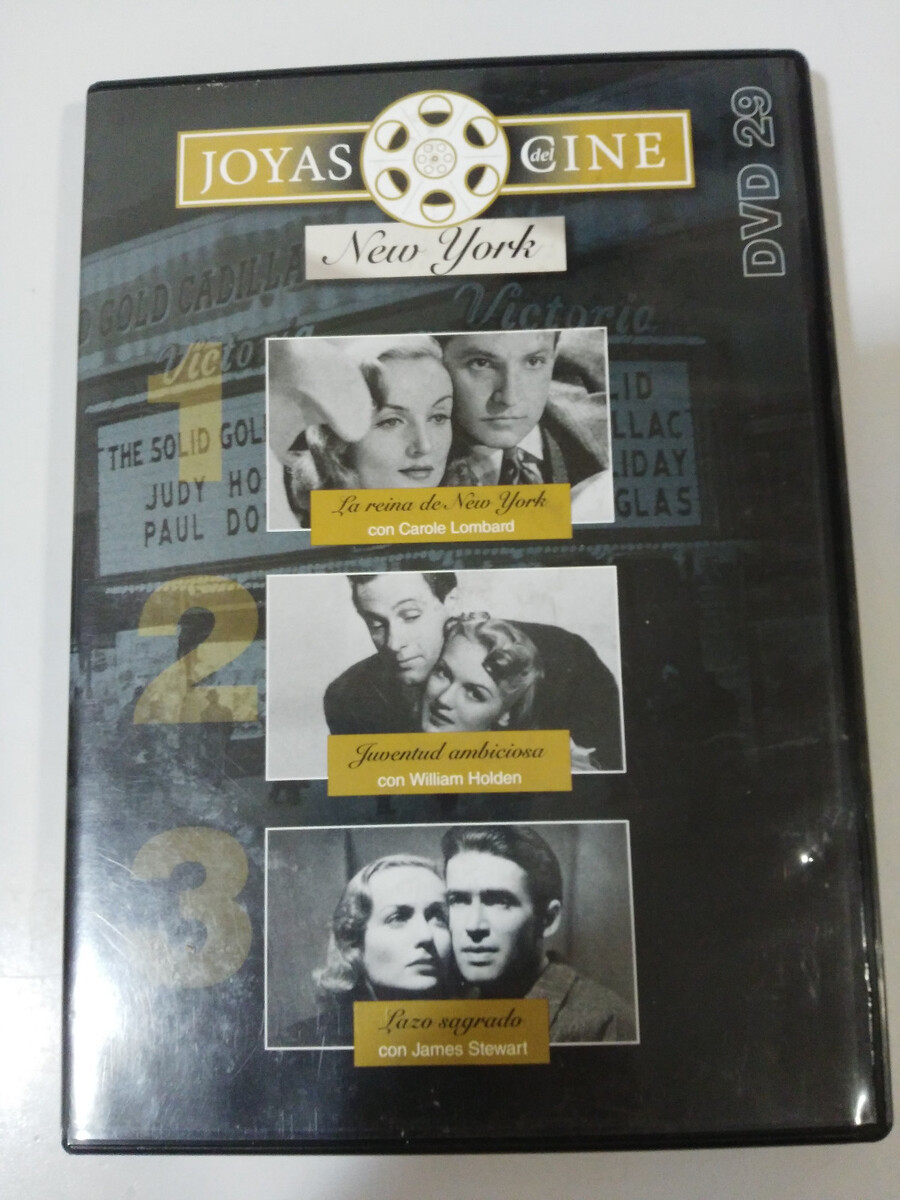 JOYAS del CINE
DVD 29
New York
D GOLD CADILLA
Victoria
Victoria
1
THE SOLID GOL
JUDY HO
PAUL DO
LID
LLAC
LIDAY
GLAS
La reina de New York
con Carole Lombard
2
Juventud ambiciosa
con William Holden
3
Lazo sagrado
con James Stewart